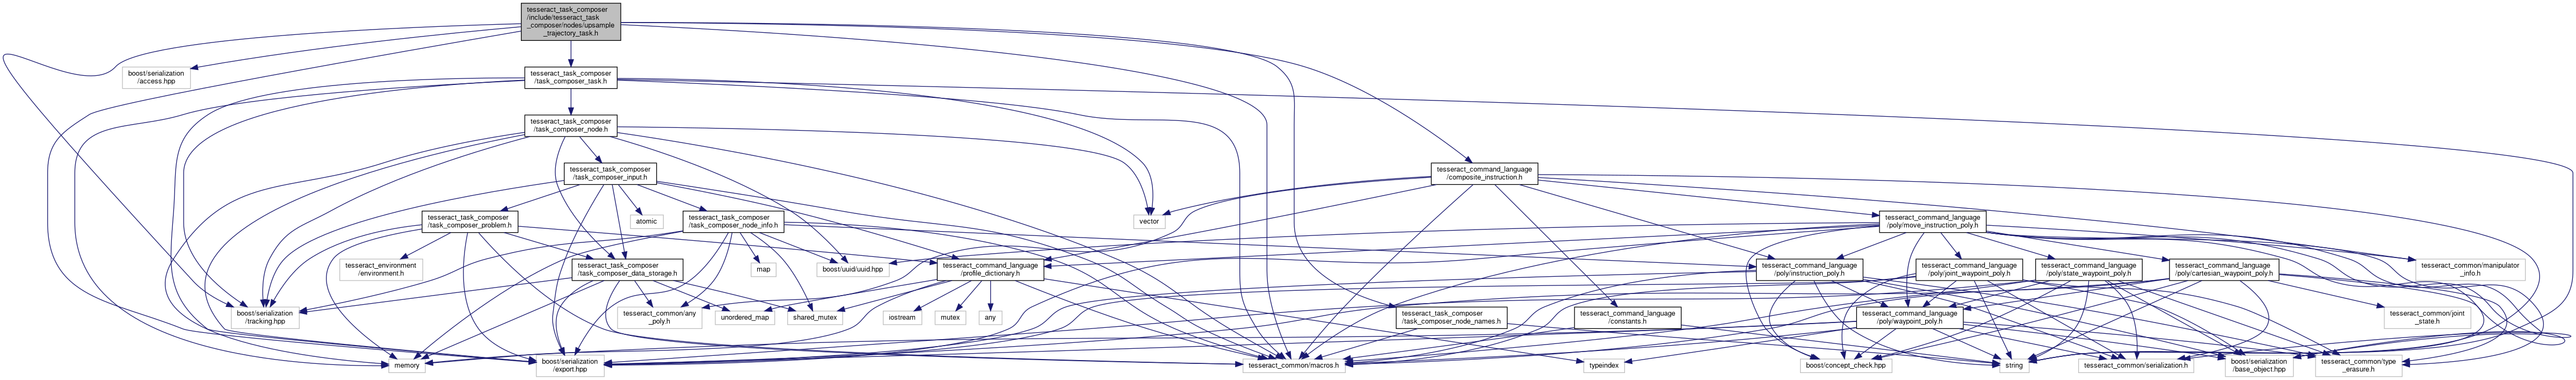 tesseract_task_composer
/include/tesseract_task
_composer/nodes/upsample
_trajectory_task.h
boost/serialization
/access.hpp
tesseract_task_composer
/task_composer_task.h
tesseract_task_composer
/task_composer_node.h
tesseract_task_composer
/task_composer_input.h
tesseract_command_language
/composite_instruction.h
tesseract_task_composer
/task_composer_problem.h
atomic
tesseract_task_composer
/task_composer_node_info.h
vector
tesseract_command_language
/poly/move_instruction_poly.h
tesseract_environment
/environment.h
tesseract_task_composer
/task_composer_data_storage.h
map
boost/uuid/uuid.hpp
tesseract_command_language
/profile_dictionary.h
tesseract_command_language
/poly/instruction_poly.h
tesseract_command_language
/poly/joint_waypoint_poly.h
tesseract_command_language
/poly/state_waypoint_poly.h
tesseract_command_language
/poly/cartesian_waypoint_poly.h
tesseract_common/manipulator
_info.h
boost/serialization
/tracking.hpp
tesseract_common/any
_poly.h
unordered_map
shared_mutex
iostream
mutex
any
tesseract_task_composer
/task_composer_node_names.h
tesseract_command_language
/constants.h
tesseract_command_language
/poly/waypoint_poly.h
tesseract_common/joint
_state.h
memory
boost/serialization
/export.hpp
tesseract_common/macros.h
typeindex
boost/concept_check.hpp
string
tesseract_common/serialization.h
boost/serialization
/base_object.hpp
tesseract_common/type
_erasure.h